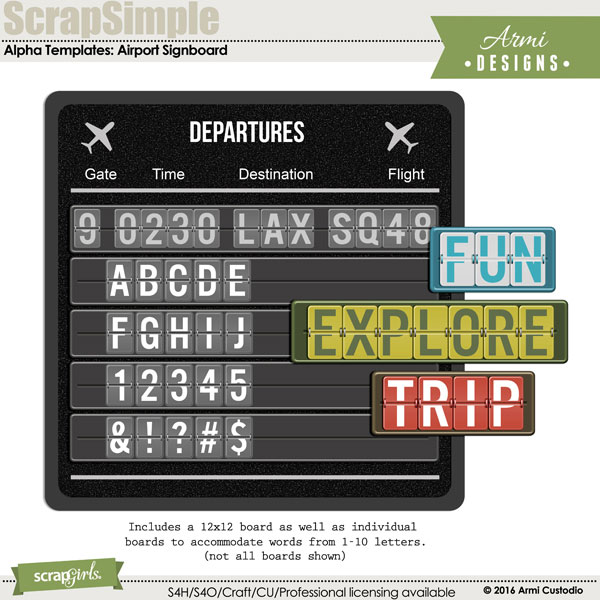 ScrapSimple
Alpha Templates: Airport Signboard
Armi
• DESIGNS •
DEPARTURES
Gate Time Destination Flight
9 0230 LAX SQ48
FUN
ABCDE
FGHIJ
EXPLORE
12345
TRIP
&!?#$
Includes a 12x12 board as well as individual
boards to accommodate words from 1-10 letters.
(not all boards shown)
scrapgirls.
S4H/S4O/Craft/CU/Professional licensing available
© 2016 Armi Custodio